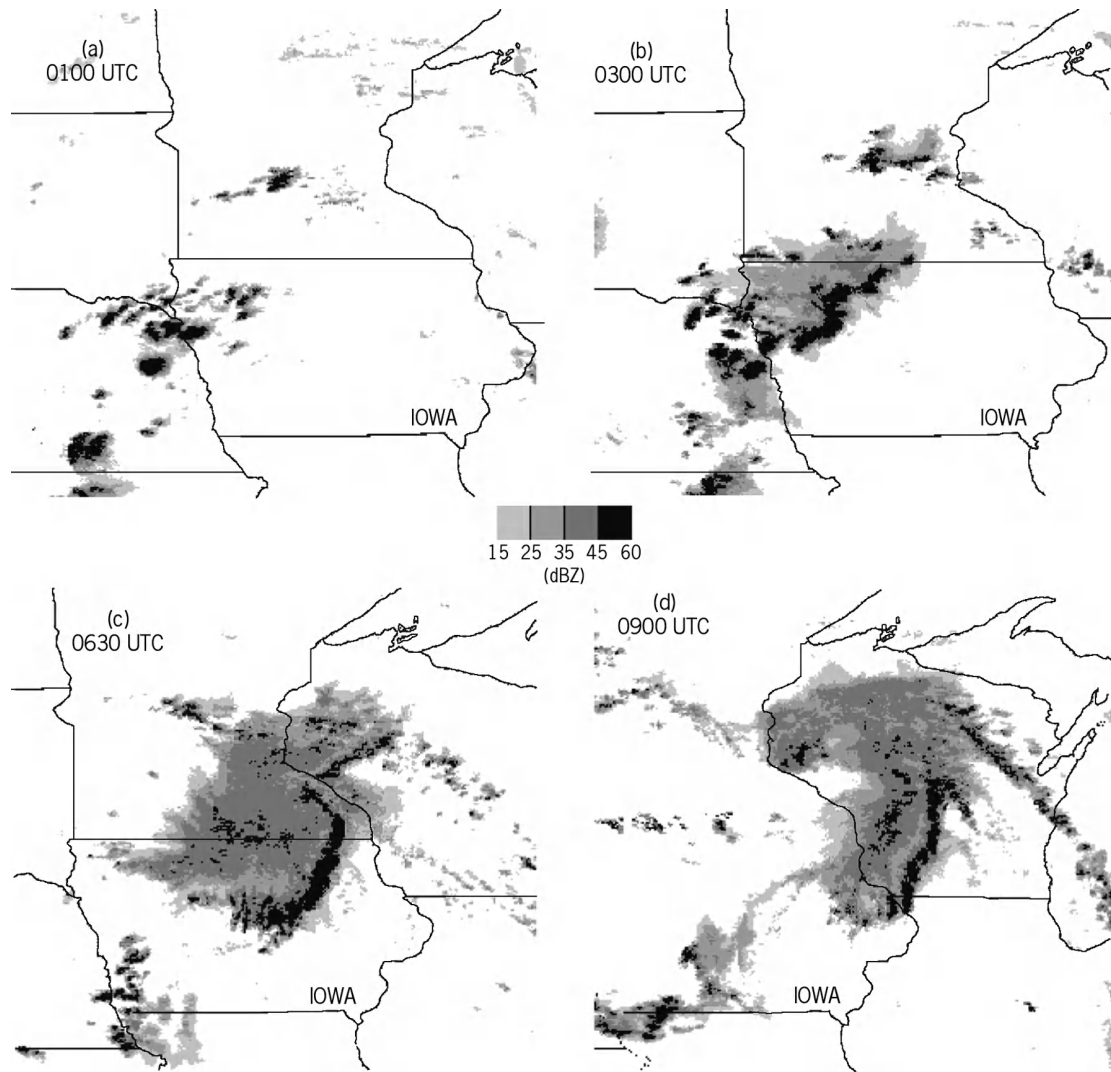 (a)
0100 UTC
IOWA
(b)
0300 UTC
IOWA
15 25 35 45 60
(dBZ)
(c)
0630 UTC
IOWA
(d)
0900 UTC
IOWA